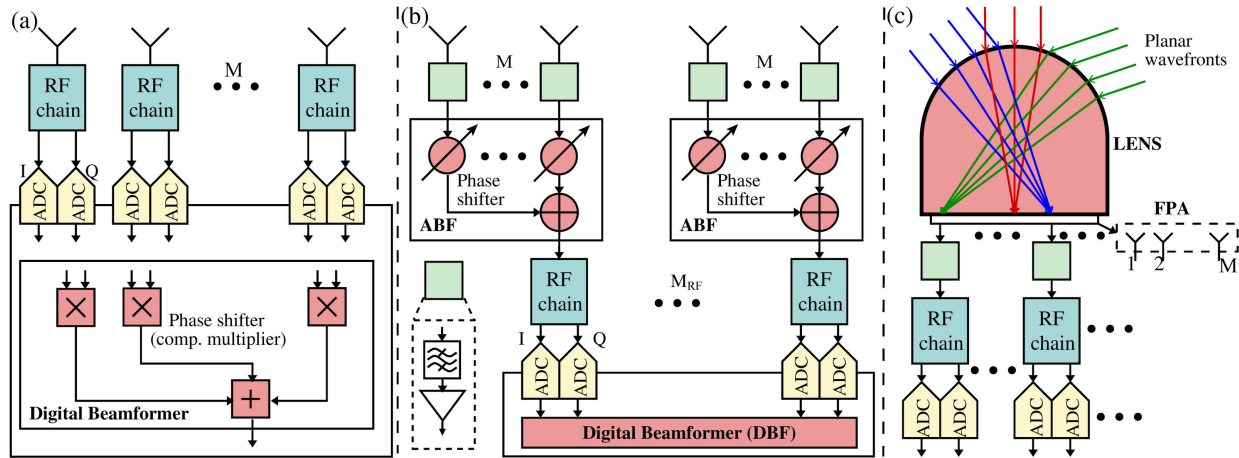 (a)
RF
chain
RF
chain
M
RF
chain
I
Q
ADC
ADC
ADC
ADC
ADC
ADC
Phase shifter
(comp. multiplier)
Digital Beamformer
(b)
M
M
Phase
shifter
ABF
Phase
shifter
ABF
RF
chain
M_RF
RF
chain
I
Q
ADC
ADC
ADC
ADC
Digital Beamformer (DBF)
(c)
Planar
wavefronts
LENS
FPA
1 2 M
RF
chain
RF
chain
ADC
ADC
ADC
ADC